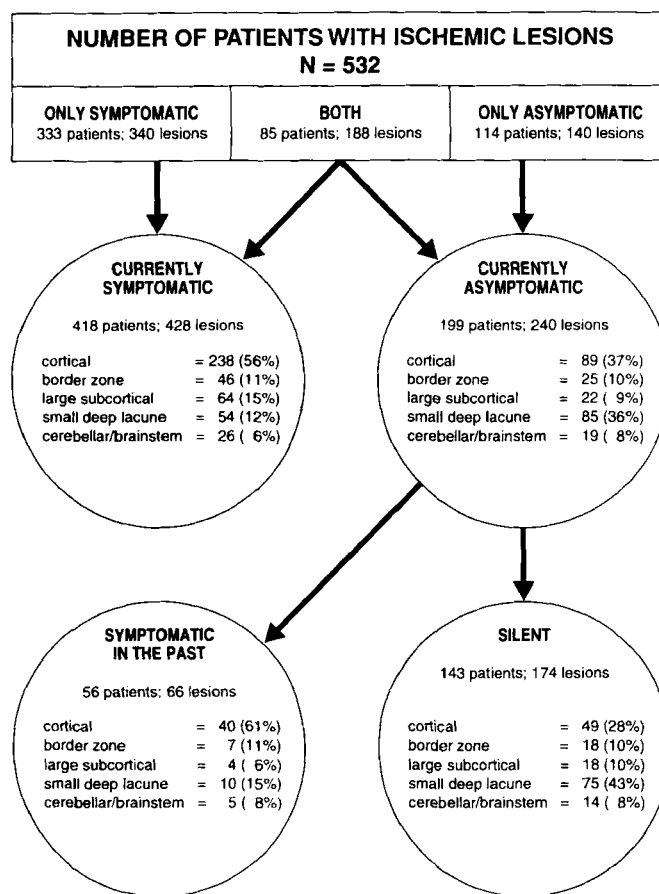 NUMBER OF PATIENTS WITH ISCHEMIC LESIONS
N = 532
ONLY SYMPTOMATIC
333 patients; 340 lesions
BOTH
85 patients; 188 lesions
ONLY ASYMPTOMATIC
114 patients; 140 lesions
CURRENTLY
SYMPTOMATIC
418 patients; 428 lesions
cortical = 238 (56%)
border zone = 46 (11%)
large subcortical = 64 (15%)
small deep lacune = 54 (12%)
cerebellar/brainstem = 26 ( 6%)
CURRENTLY
ASYMPTOMATIC
199 patients; 240 lesions
cortical = 89 (37%)
border zone = 25 (10%)
large subcortical = 22 ( 9%)
small deep lacune = 85 (36%)
cerebellar/brainstem = 19 ( 8%)
SYMPTOMATIC
IN THE PAST
56 patients; 66 lesions
cortical = 40 (61%)
border zone = 7 (11%)
large subcortical = 4 ( 6%)
small deep lacune = 10 (15%)
cerebellar/brainstem = 5 ( 8%)
SILENT
143 patients; 174 lesions
cortical = 49 (28%)
border zone = 18 (10%)
large subcortical = 18 (10%)
small deep lacune = 75 (43%)
cerebellar/brainstem = 14 ( 8%)